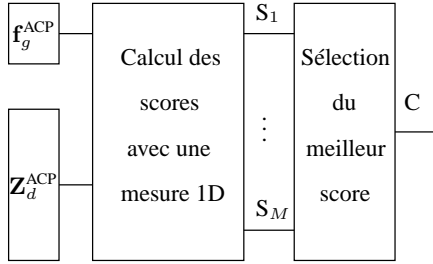 f_g^ACP
Z_d^ACP
Calcul des
scores
avec une
mesure 1D
S_1
⋮
S_M
Sélection
du
meilleur
score
C